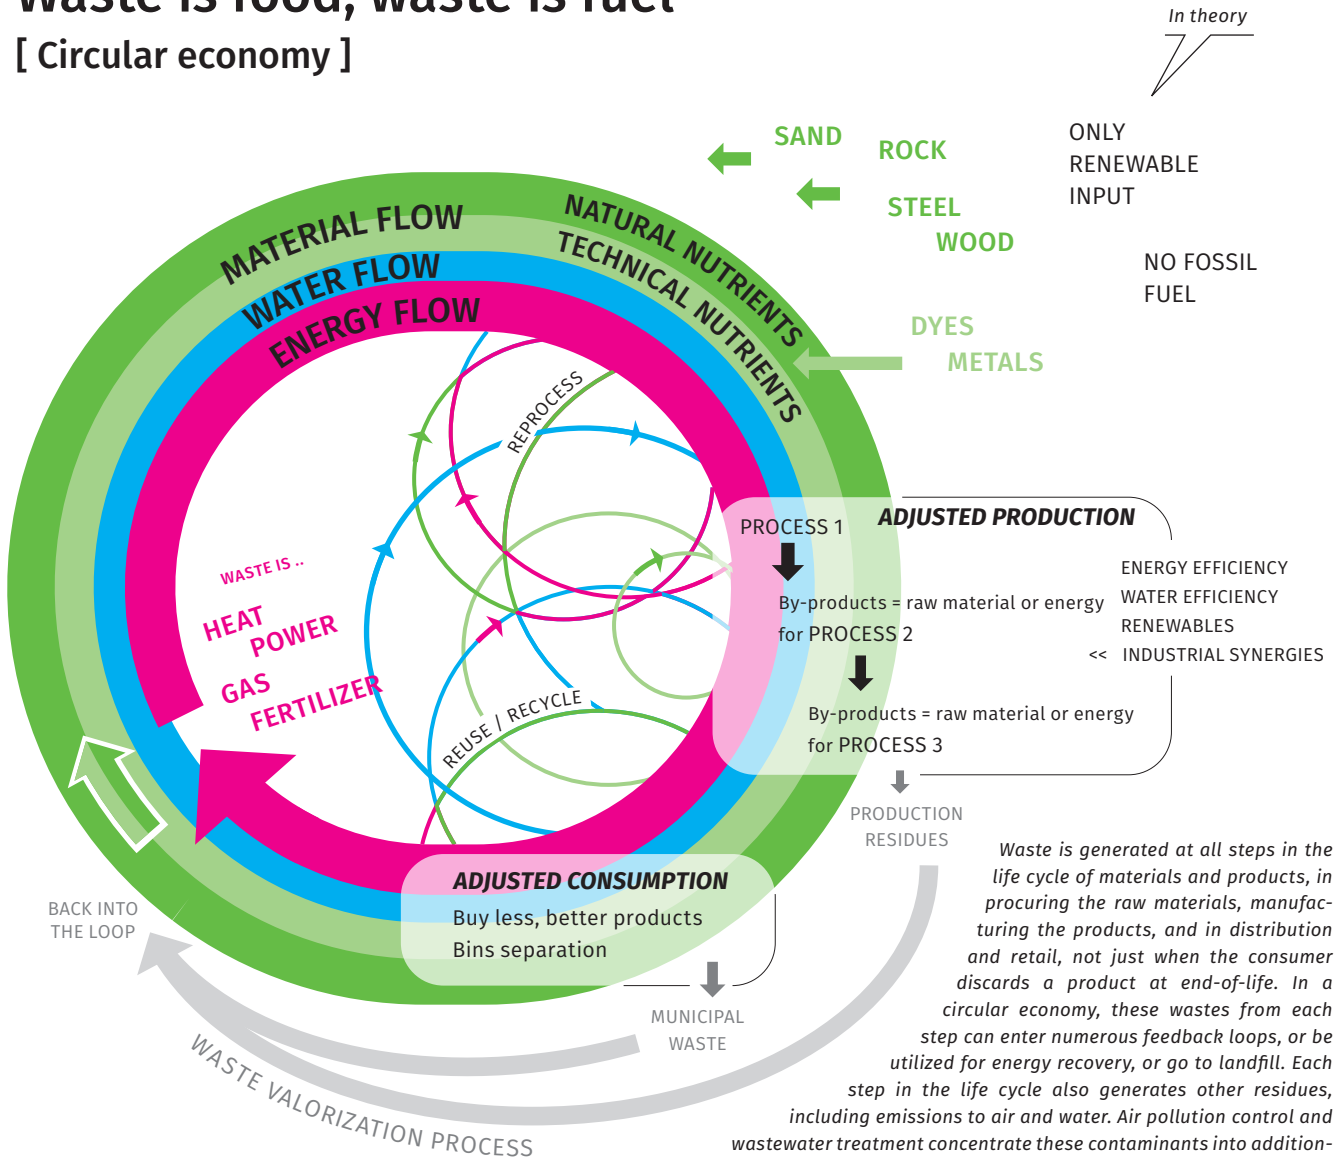 Waste is food, waste is fuel
[ Circular economy ]
In theory
ONLY
RENEWABLE
INPUT
NO FOSSIL
FUEL
SAND
ROCK
STEEL
WOOD
DYES
METALS
MATERIAL FLOW
WATER FLOW
ENERGY FLOW
NATURAL NUTRIENTS
TECHNICAL NUTRIENTS
REPROCESS
REUSE / RECYCLE
WASTE IS ..
HEAT
POWER
GAS
FERTILIZER
ADJUSTED PRODUCTION
PROCESS 1
By-products = raw material or energy
for PROCESS 2
By-products = raw material or energy
for PROCESS 3
ENERGY EFFICIENCY
WATER EFFICIENCY
RENEWABLES
<< INDUSTRIAL SYNERGIES
PRODUCTION
RESIDUES
ADJUSTED CONSUMPTION
Buy less, better products
Bins separation
MUNICIPAL
WASTE
BACK INTO
THE LOOP
WASTE VALORIZATION PROCESS
Waste is generated at all steps in the
life cycle of materials and products, in
procuring the raw materials, manufac-
turing the products, and in distribution
and retail, not just when the consumer
discards a product at end-of-life. In a
circular economy, these wastes from each
step can enter numerous feedback loops, or be
utilized for energy recovery, or go to landfill. Each
step in the life cycle also generates other residues,
including emissions to air and water. Air pollution control and
wastewater treatment concentrate these contaminants into addition-